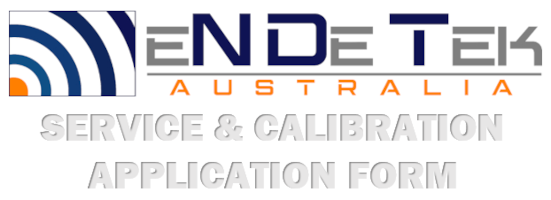 eNDeTek
AUSTRALIA
SERVICE & CALIBRATION
APPLICATION FORM